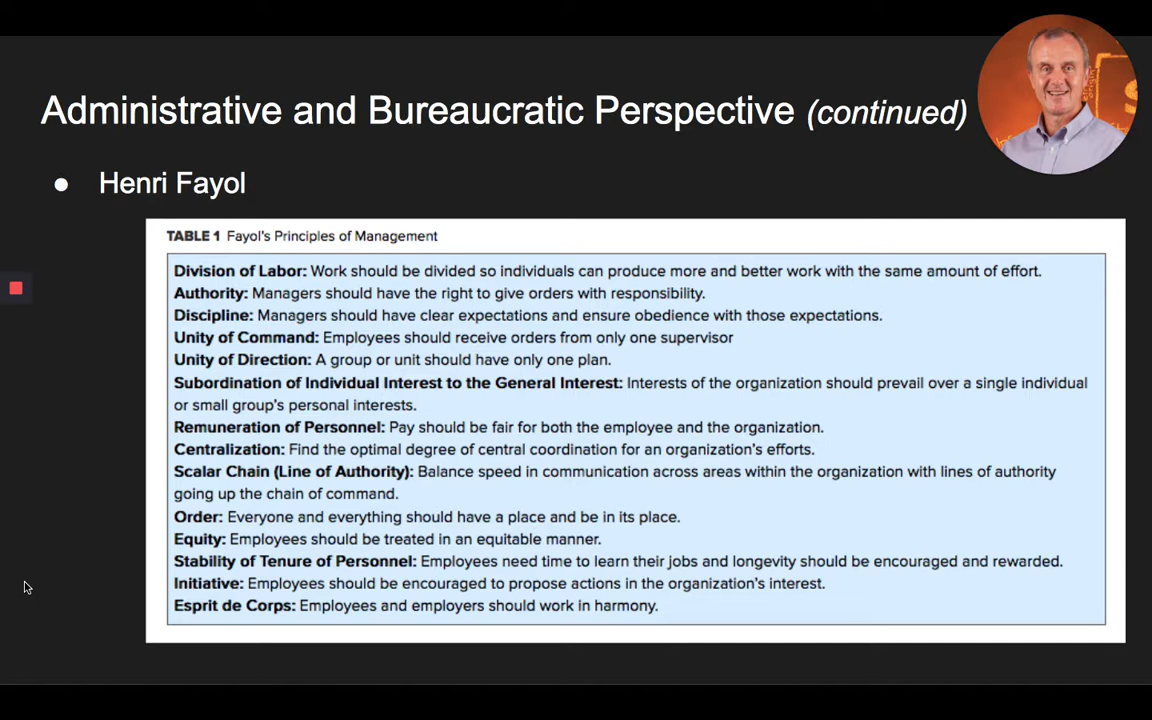 Administrative and Bureaucratic Perspective (continued)
● Henri Fayol
TABLE 1 Fayol's Principles of Management
Division of Labor: Work should be divided so individuals can produce more and better work with the same amount of effort.
Authority: Managers should have the right to give orders with responsibility.
Discipline: Managers should have clear expectations and ensure obedience with those expectations.
Unity of Command: Employees should receive orders from only one supervisor
Unity of Direction: A group or unit should have only one plan.
Subordination of Individual Interest to the General Interest: Interests of the organization should prevail over a single individual
or small group's personal interests.
Remuneration of Personnel: Pay should be fair for both the employee and the organization.
Centralization: Find the optimal degree of central coordination for an organization's efforts.
Scalar Chain (Line of Authority): Balance speed in communication across areas within the organization with lines of authority
going up the chain of command.
Order: Everyone and everything should have a place and be in its place.
Equity: Employees should be treated in an equitable manner.
Stability of Tenure of Personnel: Employees need time to learn their jobs and longevity should be encouraged and rewarded.
Initiative: Employees should be encouraged to propose actions in the organization's interest.
Esprit de Corps: Employees and employers should work in harmony.